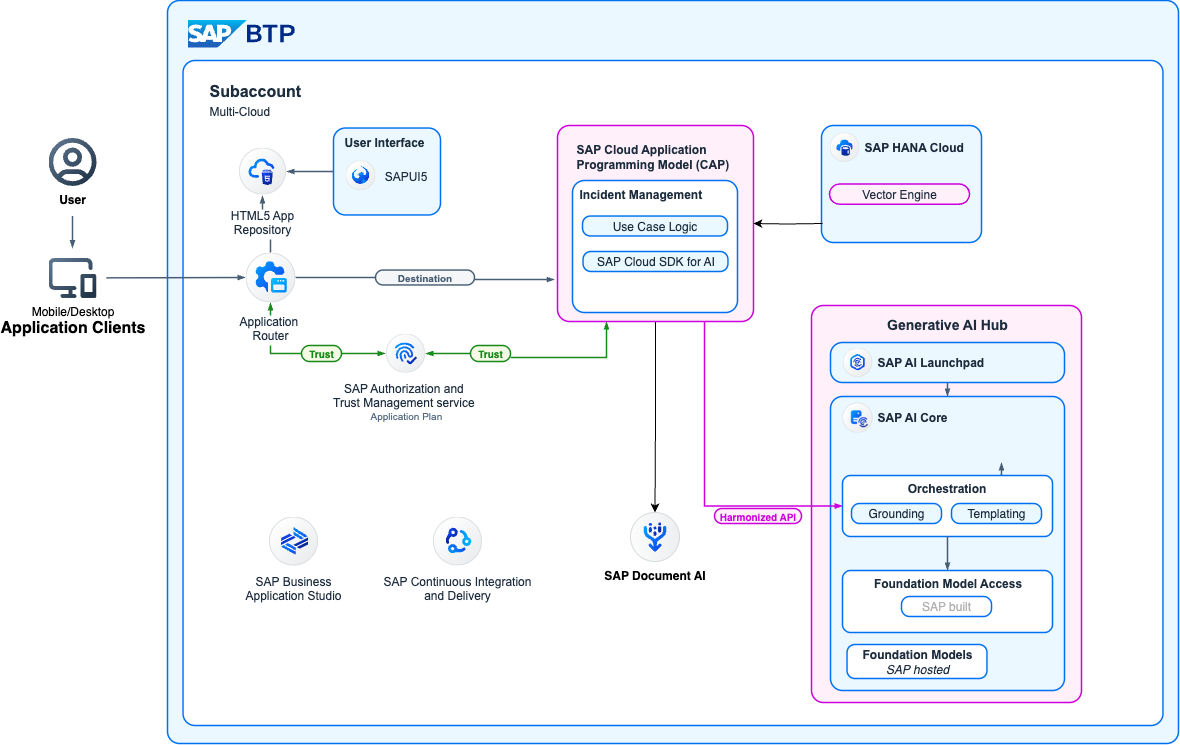 SAP BTP
Subaccount
Multi-Cloud
User
Mobile/Desktop
Application Clients
HTML5 App
Repository
User Interface
SAPUI5
Application
Router
Destination
Trust
Trust
SAP Authorization and
Trust Management service
Application Plan
SAP Cloud Application
Programming Model (CAP)
Incident Management
Use Case Logic
SAP Cloud SDK for AI
SAP HANA Cloud
Vector Engine
Generative AI Hub
SAP AI Launchpad
SAP AI Core
Orchestration
Grounding
Templating
Harmonized API
Foundation Model Access
SAP built
Foundation Models
SAP hosted
SAP Business
Application Studio
SAP Continuous Integration
and Delivery
SAP Document AI